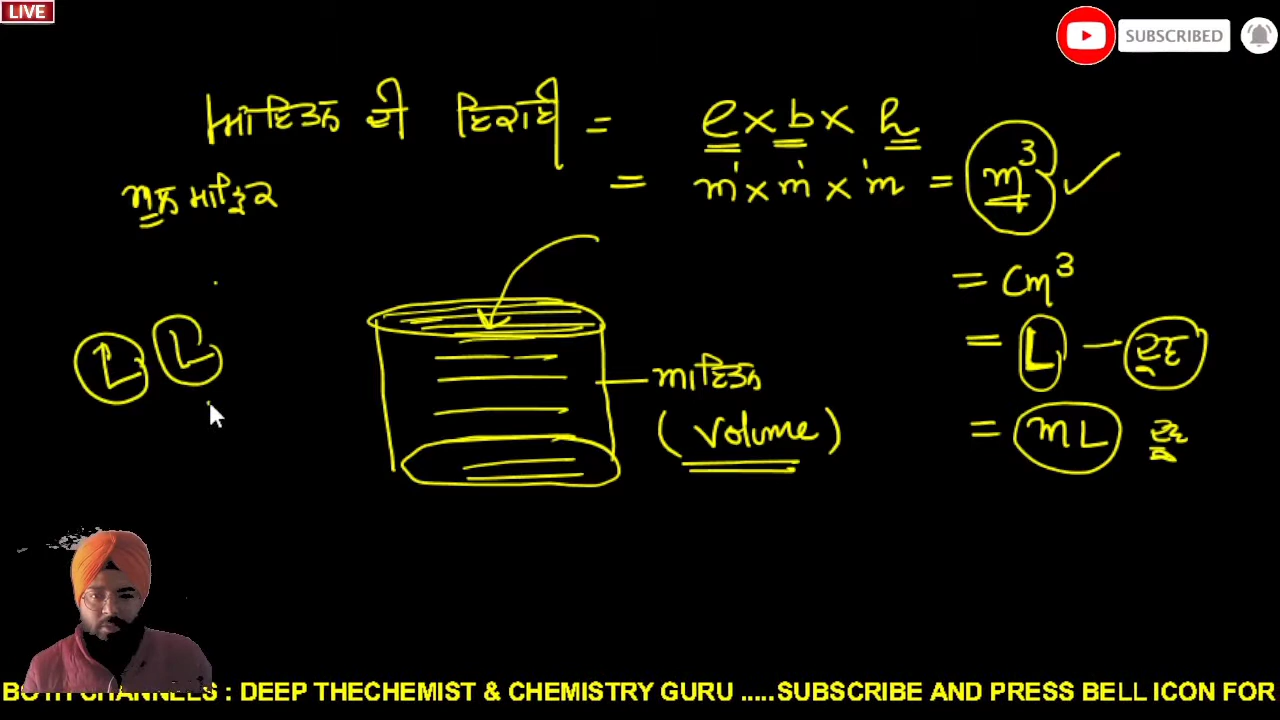 LIVE
SUBSCRIBED
ਆਇਤਨ ਦੀ ਇਕਾਈ = l × b × h
= m × m × m = m³
ਮੂਲ ਮਾਤ੍ਰਕ
= cm³
L L
= L – ਦੁੱਧ
ਆਇਤਨ
(Volume)
= mL
BOTH CHANNELS : DEEP THECHEMIST & CHEMISTRY GURU .....SUBSCRIBE AND PRESS BELL ICON FOR